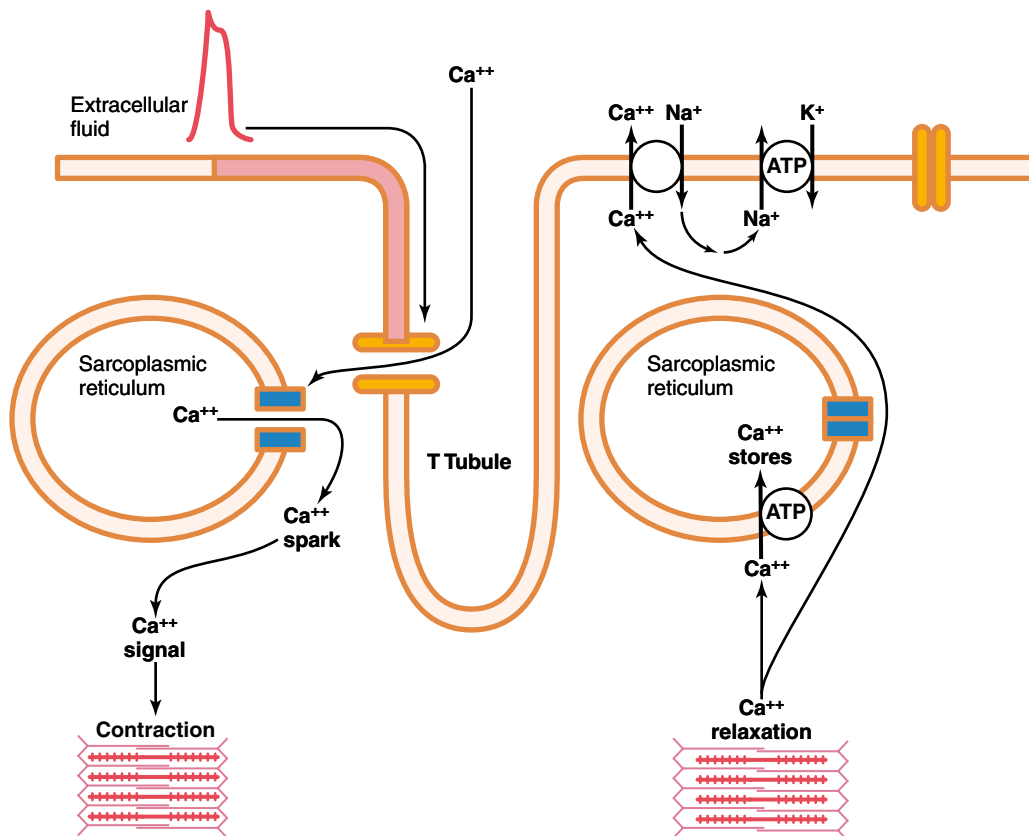 Extracellular
fluid
Ca⁺⁺
Ca⁺⁺
Na⁺
K⁺
ATP
Ca⁺⁺
Na⁺
Sarcoplasmic
reticulum
Ca⁺⁺
T Tubule
Ca⁺⁺
spark
Ca⁺⁺
signal
Contraction
Sarcoplasmic
reticulum
Ca⁺⁺
stores
ATP
Ca⁺⁺
Ca⁺⁺
relaxation